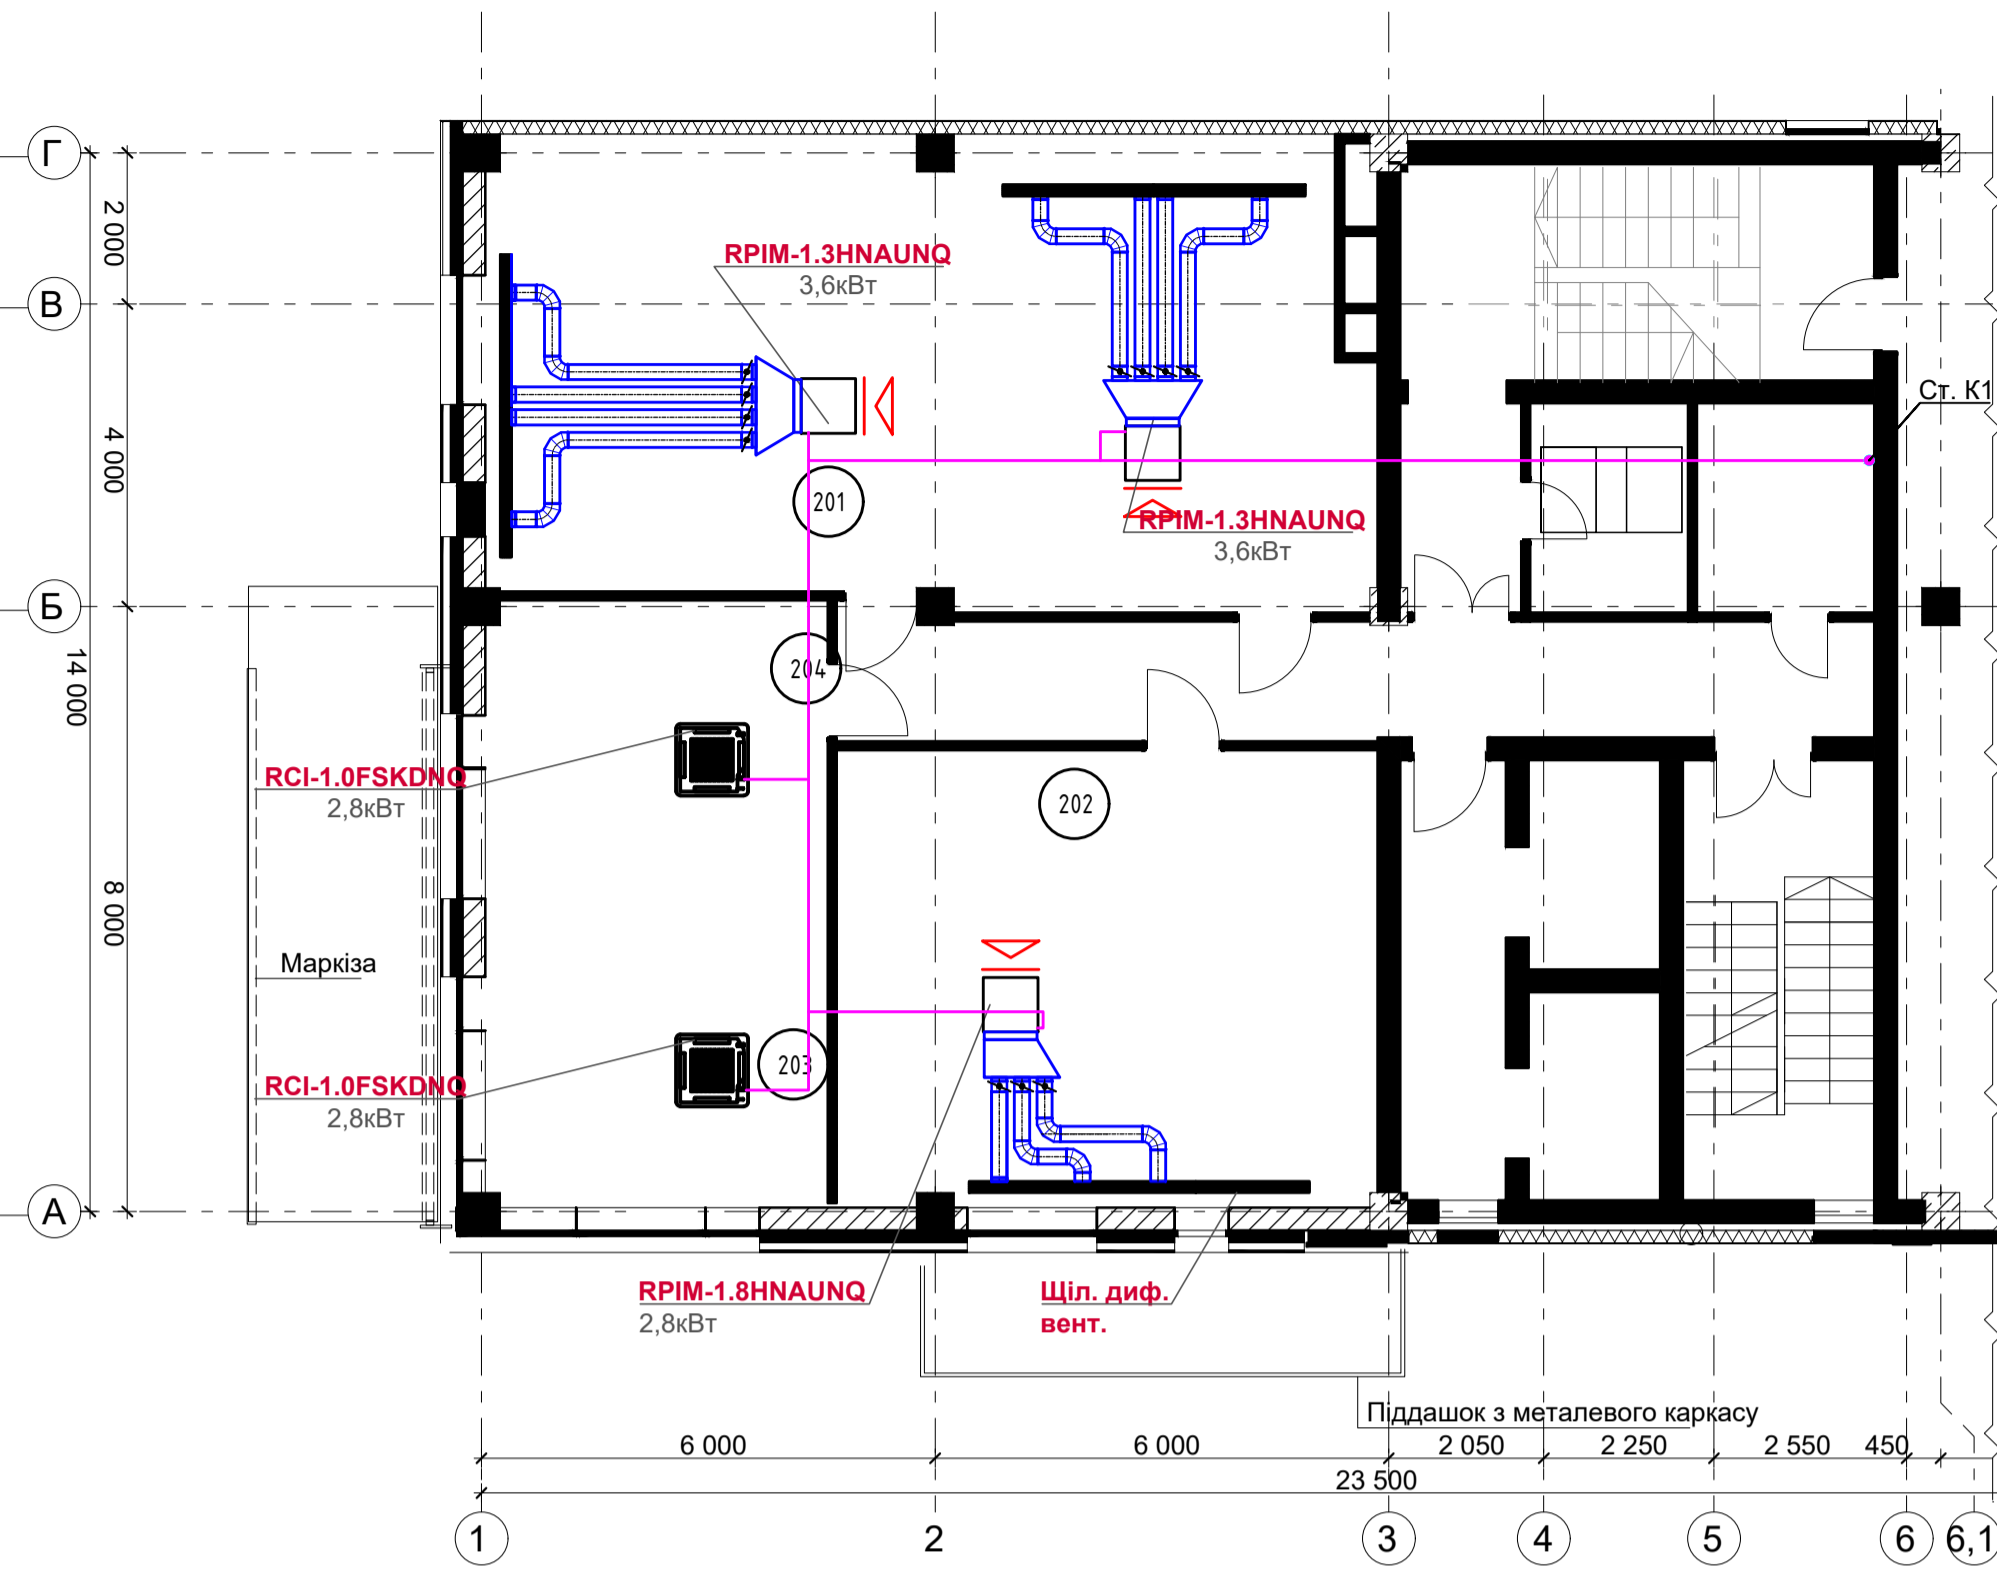 Г
2 000
RPIM-1.3HNAUNQ
3,6кВт
В
Ст. К1
4 000
201
RPIM-1.3HNAUNQ
3,6кВт
Б
14 000
204
RCI-1.0FSKDNQ
2,8кВт
202
8 000
Маркіза
203
RCI-1.0FSKDNQ
2,8кВт
А
RPIM-1.8HNAUNQ
2,8кВт
Щіл. диф.
вент.
Піддашок з металевого каркасу
6 000
6 000
2 050
2 250
2 550
450
23 500
1
2
3
4
5
6
6,1